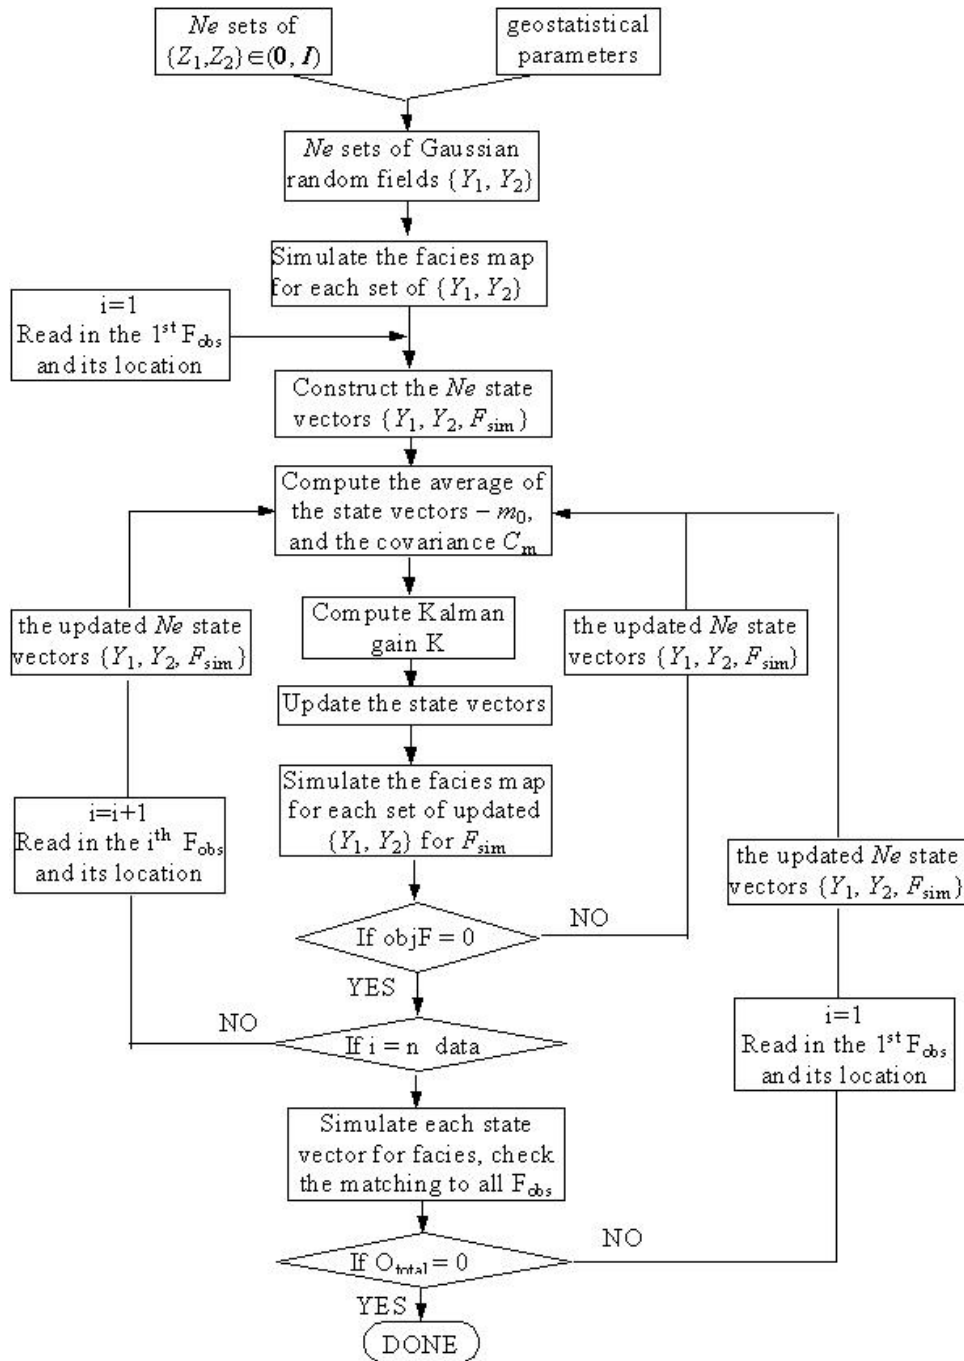 Ne sets of
{Z1,Z2}∈(0, I)
geostatistical
parameters
Ne sets of Gaussian
random fields {Y1, Y2}
Simulate the facies map
for each set of {Y1, Y2}
i=1
Read in the 1st Fobs
and its location
Construct the Ne state
vectors {Y1, Y2, Fsim}
Compute the average of
the state vectors – m0,
and the covariance Cm
the updated Ne state
vectors {Y1, Y2, Fsim}
Compute Kalman
gain K
the updated Ne state
vectors {Y1, Y2, Fsim}
Update the state vectors
Simulate the facies map
for each set of updated
{Y1, Y2} for Fsim
i=i+1
Read in the ith Fobs
and its location
the updated Ne state
vectors {Y1, Y2, Fsim}
If objF = 0
NO
YES
NO
If i = n data
i=1
Read in the 1st Fobs
and its location
Simulate each state
vector for facies, check
the matching to all Fobs
NO
If Ototal = 0
YES
DONE